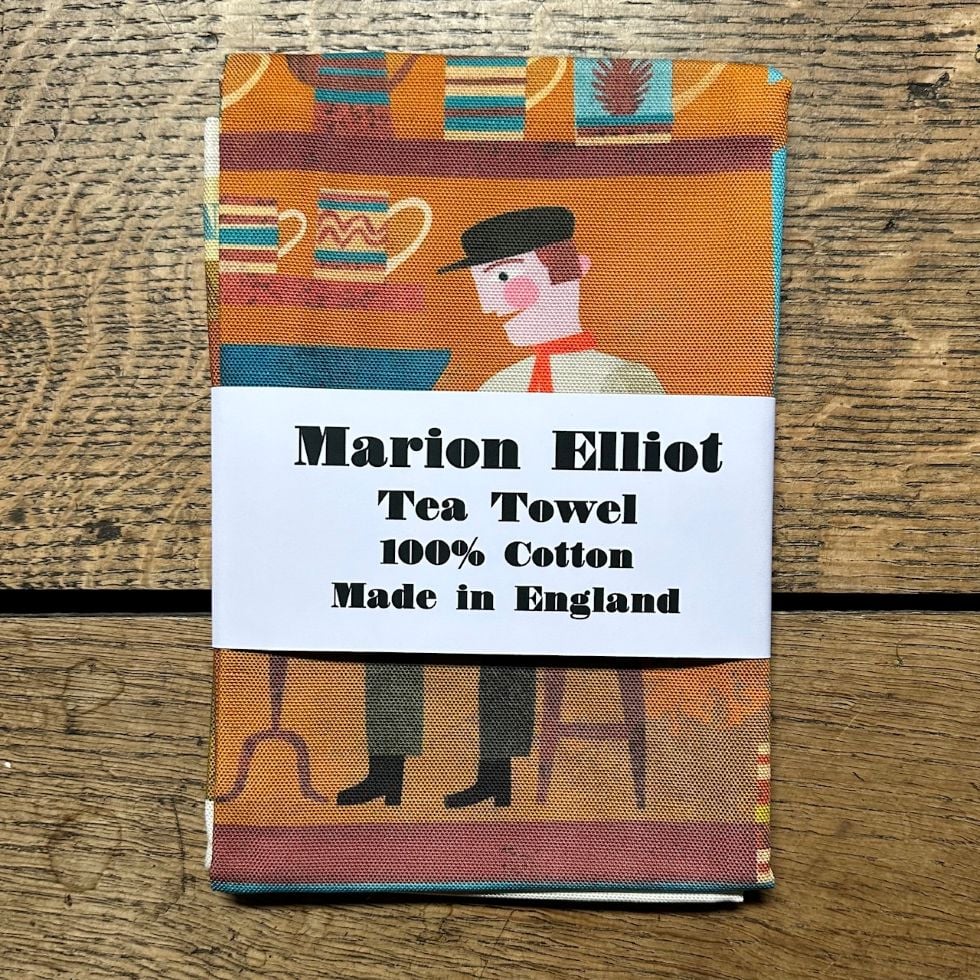 Marion Elliot
Tea Towel
100% Cotton
Made in England